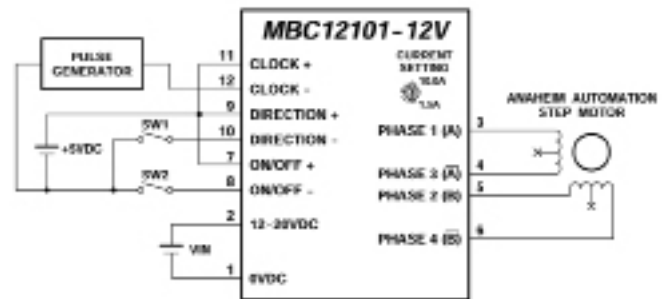 MBC12101-12V
PULSE
GENERATOR
11 CLOCK +
12 CLOCK -
9 DIRECTION +
10 DIRECTION -
7 ON/OFF +
8 ON/OFF -
2 12-20VDC
1 0VDC
SW1
+5VDC
SW2
VIN
CURRENT
SETTING
10.0A
1.5A
PHASE 1 (A) 3
PHASE 3 (A̅) 4
PHASE 2 (B) 5
PHASE 4 (B̅) 6
ANAHEIM AUTOMATION
STEP MOTOR